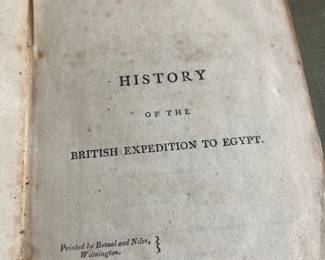 HISTORY
OF THE
BRITISH EXPEDITION TO EGYPT.
Printed by Bonsal and Niles,
Wilmington.